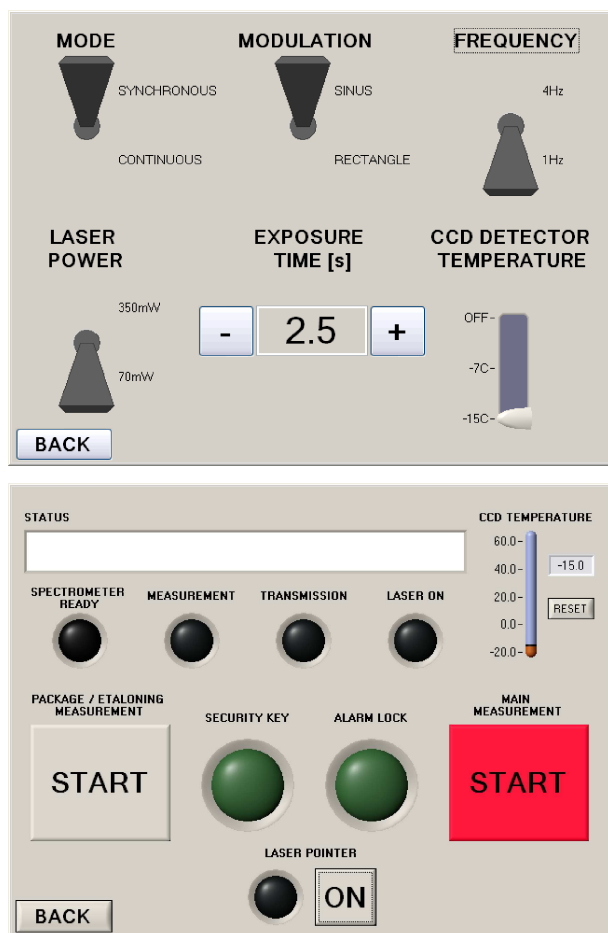 MODE
MODULATION
FREQUENCY
SYNCHRONOUS
SINUS
4Hz
CONTINUOUS
RECTANGLE
1Hz
LASER
POWER
EXPOSURE
TIME [s]
CCD DETECTOR
TEMPERATURE
350mW
70mW
-
2.5
+
OFF-
-7C-
-15C-
BACK
STATUS
CCD TEMPERATURE
60.0-
40.0-
20.0-
0.0-
-20.0-
-15.0
RESET
SPECTROMETER
READY
MEASUREMENT
TRANSMISSION
LASER ON
PACKAGE / ETALONING
MEASUREMENT
START
SECURITY KEY
ALARM LOCK
MAIN
MEASUREMENT
START
LASER POINTER
ON
BACK